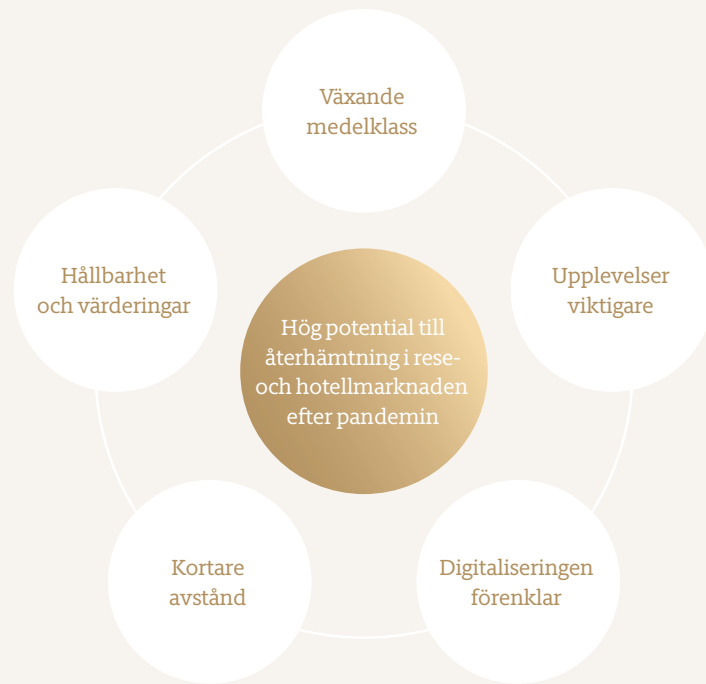 Växande
medelklass
Hållbarhet
och värderingar
Upplevelser
viktigare
Hög potential till
återhämtning i rese-
och hotellmarknaden
efter pandemin
Kortare
avstånd
Digitaliseringen
förenklar